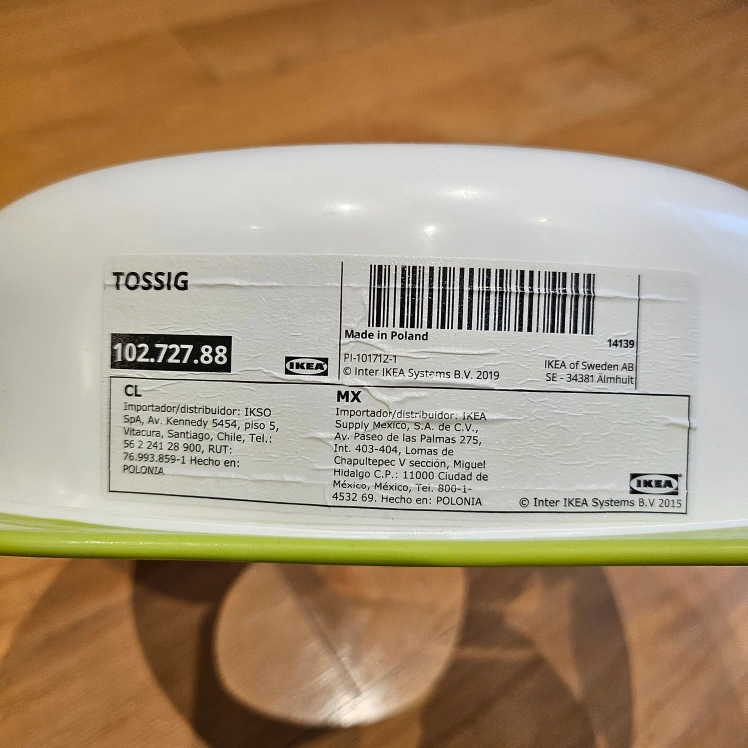 TOSSIG
102.727.88
IKEA
Made in Poland
14139
PI-101712-1
© Inter IKEA Systems B.V. 2019
IKEA of Sweden AB
SE - 34381 Älmhult
CL
Importador/distribuidor: IKSO
SpA, Av. Kennedy 5454, piso 5,
Vitacura, Santiago, Chile, Tel.:
56 2 241 28 900, RUT:
76.993.859-1 Hecho en:
POLONIA
MX
Importador/distribuidor: IKEA
Supply Mexico, S.A. de C.V.,
Av. Paseo de las Palmas 275,
Int. 403-404, Lomas de
Chapultepec V sección, Miguel
Hidalgo C.P.: 11000 Ciudad de
México, México, Tel. 800-1-
4532 69. Hecho en: POLONIA
IKEA
© Inter IKEA Systems B.V 2015